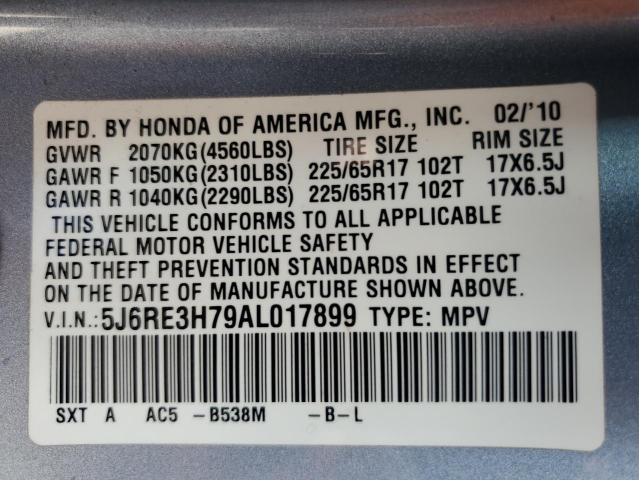 MFD. BY HONDA OF AMERICA MFG., INC. 02/'10
GVWR 2070KG(4560LBS) TIRE SIZE RIM SIZE
GAWR F 1050KG(2310LBS) 225/65R17 102T 17X6.5J
GAWR R 1040KG(2290LBS) 225/65R17 102T 17X6.5J
THIS VEHICLE CONFORMS TO ALL APPLICABLE
FEDERAL MOTOR VEHICLE SAFETY
AND THEFT PREVENTION STANDARDS IN EFFECT
ON THE DATE OF MANUFACTURE SHOWN ABOVE.
V.I.N.:5J6RE3H79AL017899 TYPE: MPV
SXT A AC5 -B538M -B-L